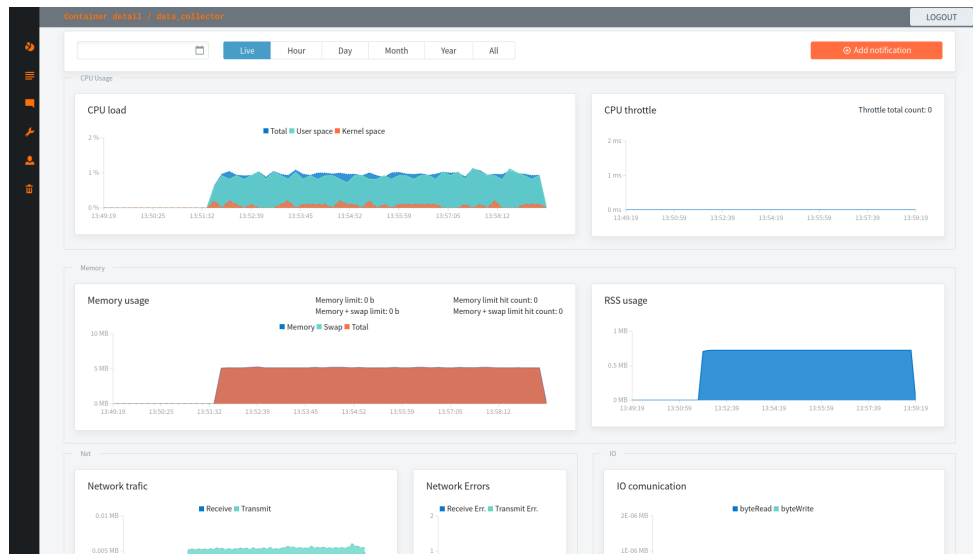 Container detail / data_collector
LOGOUT
Live Hour Day Month Year All
Add notification
CPU Usage
CPU load
Total User space Kernel space
2 %
1 %
0 %
13:49:19 13:50:25 13:51:32 13:52:39 13:53:45 13:54:52 13:55:59 13:57:05 13:58:12
CPU throttle
Throttle total count: 0
2 ms
1 ms
0 ms
13:49:19 13:50:59 13:52:39 13:54:19 13:55:59 13:57:39 13:59:19
Memory
Memory usage
Memory limit: 0 b
Memory limit hit count: 0
Memory + swap limit: 0 b
Memory + swap limit hit count: 0
Memory Swap Total
10 MB
5 MB
0 MB
13:49:19 13:50:25 13:51:32 13:52:39 13:53:45 13:54:52 13:55:59 13:57:05 13:58:12
RSS usage
1 MB
0.5 MB
0 MB
13:49:19 13:50:59 13:52:39 13:54:19 13:55:59 13:57:39 13:59:19
Net
Network trafic
Receive Transmit
0.01 MB
0.005 MB
Network Errors
Receive Err. Transmit Err.
2
1
IO
IO comunication
byteRead byteWrite
2E-06 MB
1E-06 MB